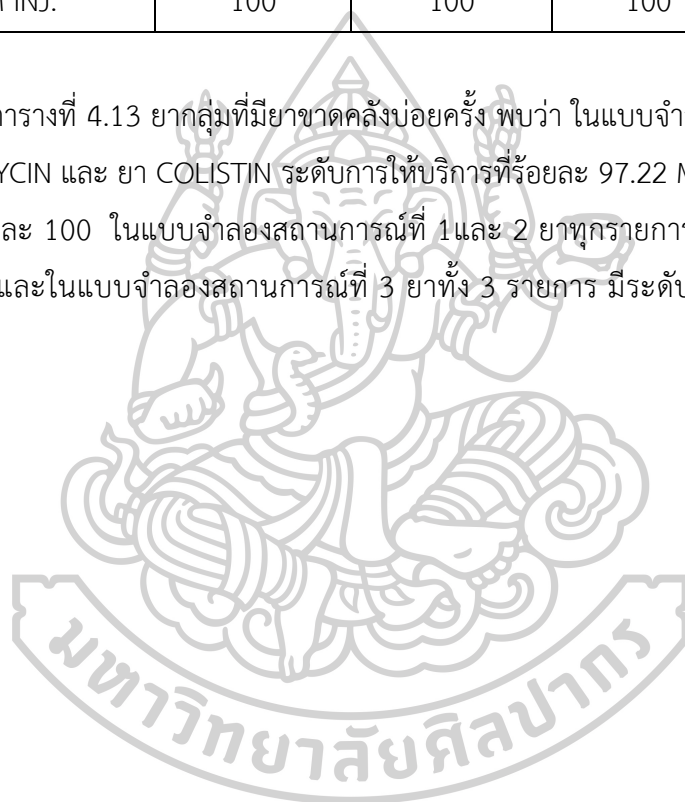 INJ. 100 100 100
ารางที่ 4.13 ยากลุ่มที่มียาขาดคลังบ่อยครั้ง พบว่า ในแบบจำ
YCIN และ ยา COLISTIN ระดับการให้บริการที่ร้อยละ 97.22
ละ 100 ในแบบจำลองสถานการณ์ที่ 1และ 2 ยาทุกรายการ
และในแบบจำลองสถานการณ์ที่ 3 ยาทั้ง 3 รายการ มีระดับ
มหาวิทยาลัยศิลปากร